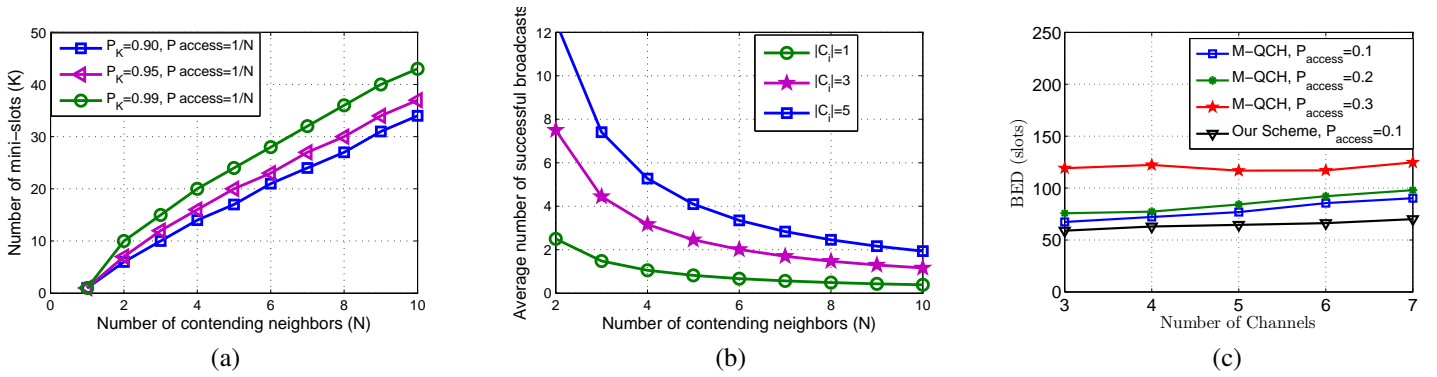 50
40
30
20
10
0
0
2
4
6
8
10
Number of mini−slots (K)
Number of contending neighbors (N)
P_K=0.90, P access=1/N
P_K=0.95, P access=1/N
P_K=0.99, P access=1/N
(a)
12
10
8
6
4
2
0
2
4
6
8
10
Average number of successful broadcasts
Number of contending neighbors (N)
|C_i|=1
|C_i|=3
|C_i|=5
(b)
250
200
150
100
50
0
3
4
5
6
7
BED (slots)
Number of Channels
M−QCH, P_access=0.1
M−QCH, P_access=0.2
M−QCH, P_access=0.3
Our Scheme, P_access=0.1
(c)